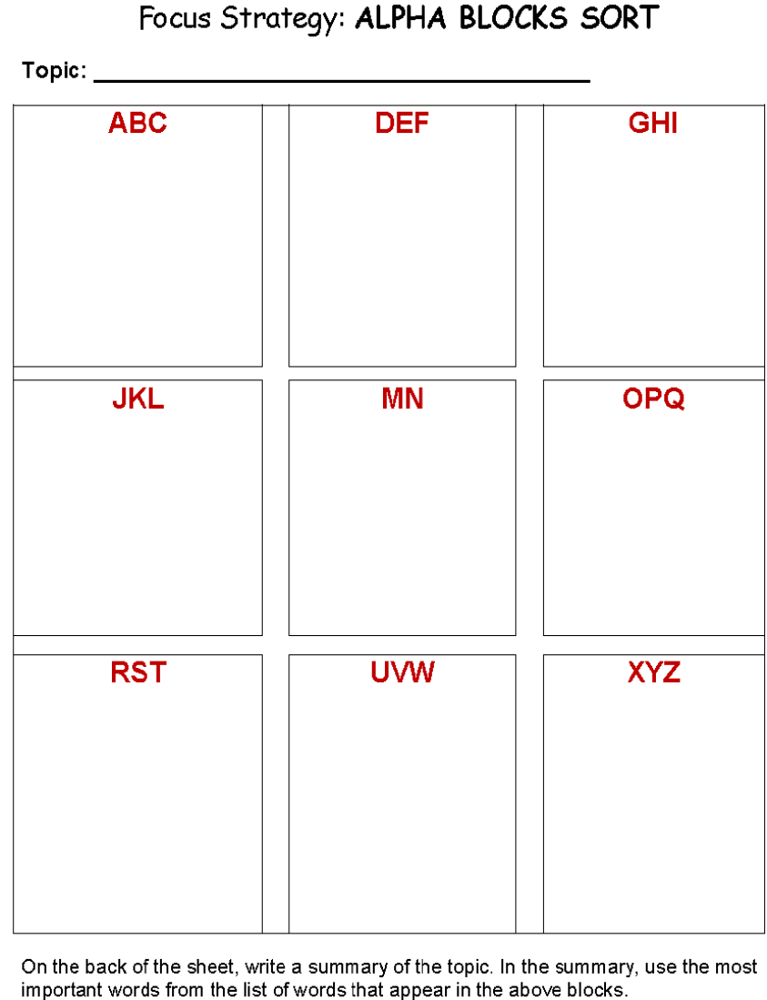 Focus Strategy: ALPHA BLOCKS SORT
Topic:
ABC DEF GHI
JKL MN OPQ
RST UVW XYZ
On the back of the sheet, write a summary of the topic. In the summary, use the most
important words from the list of words that appear in the above blocks.